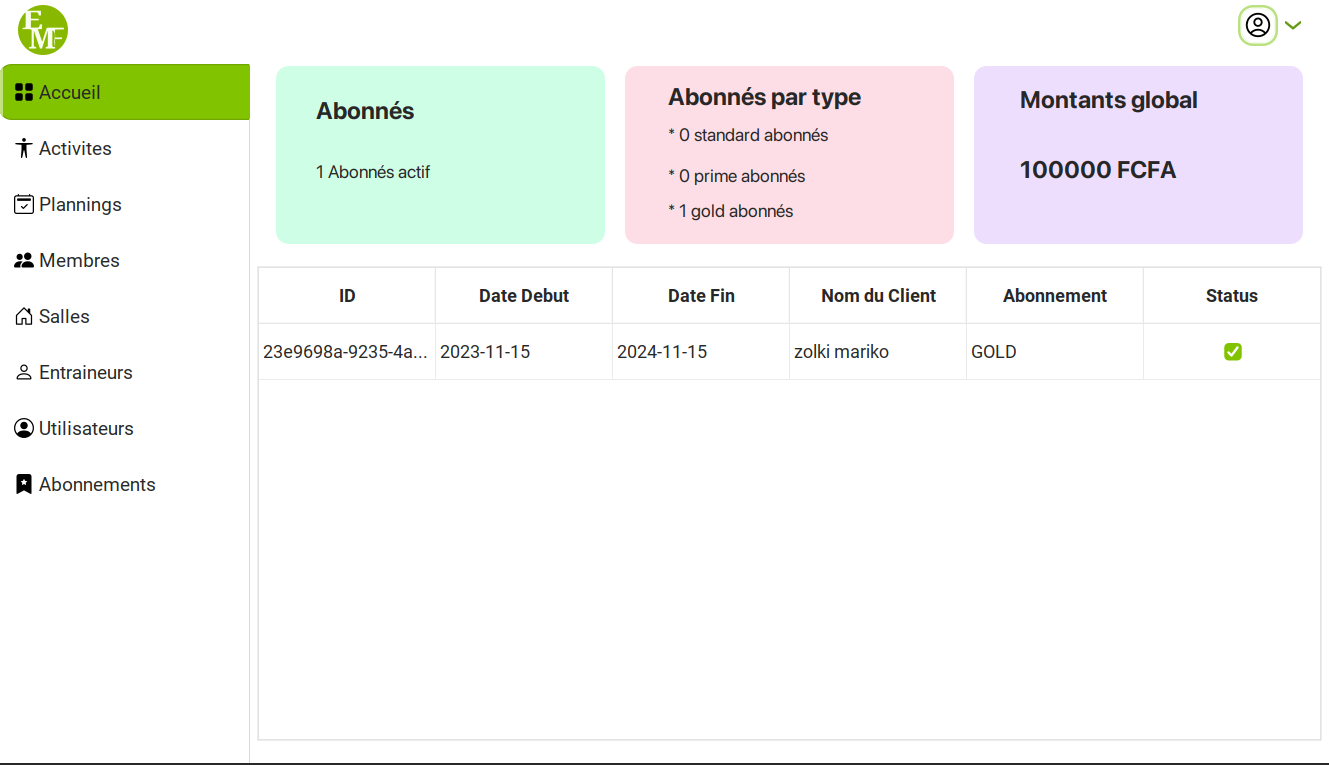 EMF
Accueil
Activites
Plannings
Membres
Salles
Entraineurs
Utilisateurs
Abonnements
Abonnés
1 Abonnés actif
Abonnés par type
* 0 standard abonnés
* 0 prime abonnés
* 1 gold abonnés
Montants global
100000 FCFA
ID Date Debut Date Fin Nom du Client Abonnement Status
23e9698a-9235-4a... 2023-11-15 2024-11-15 zolki mariko GOLD